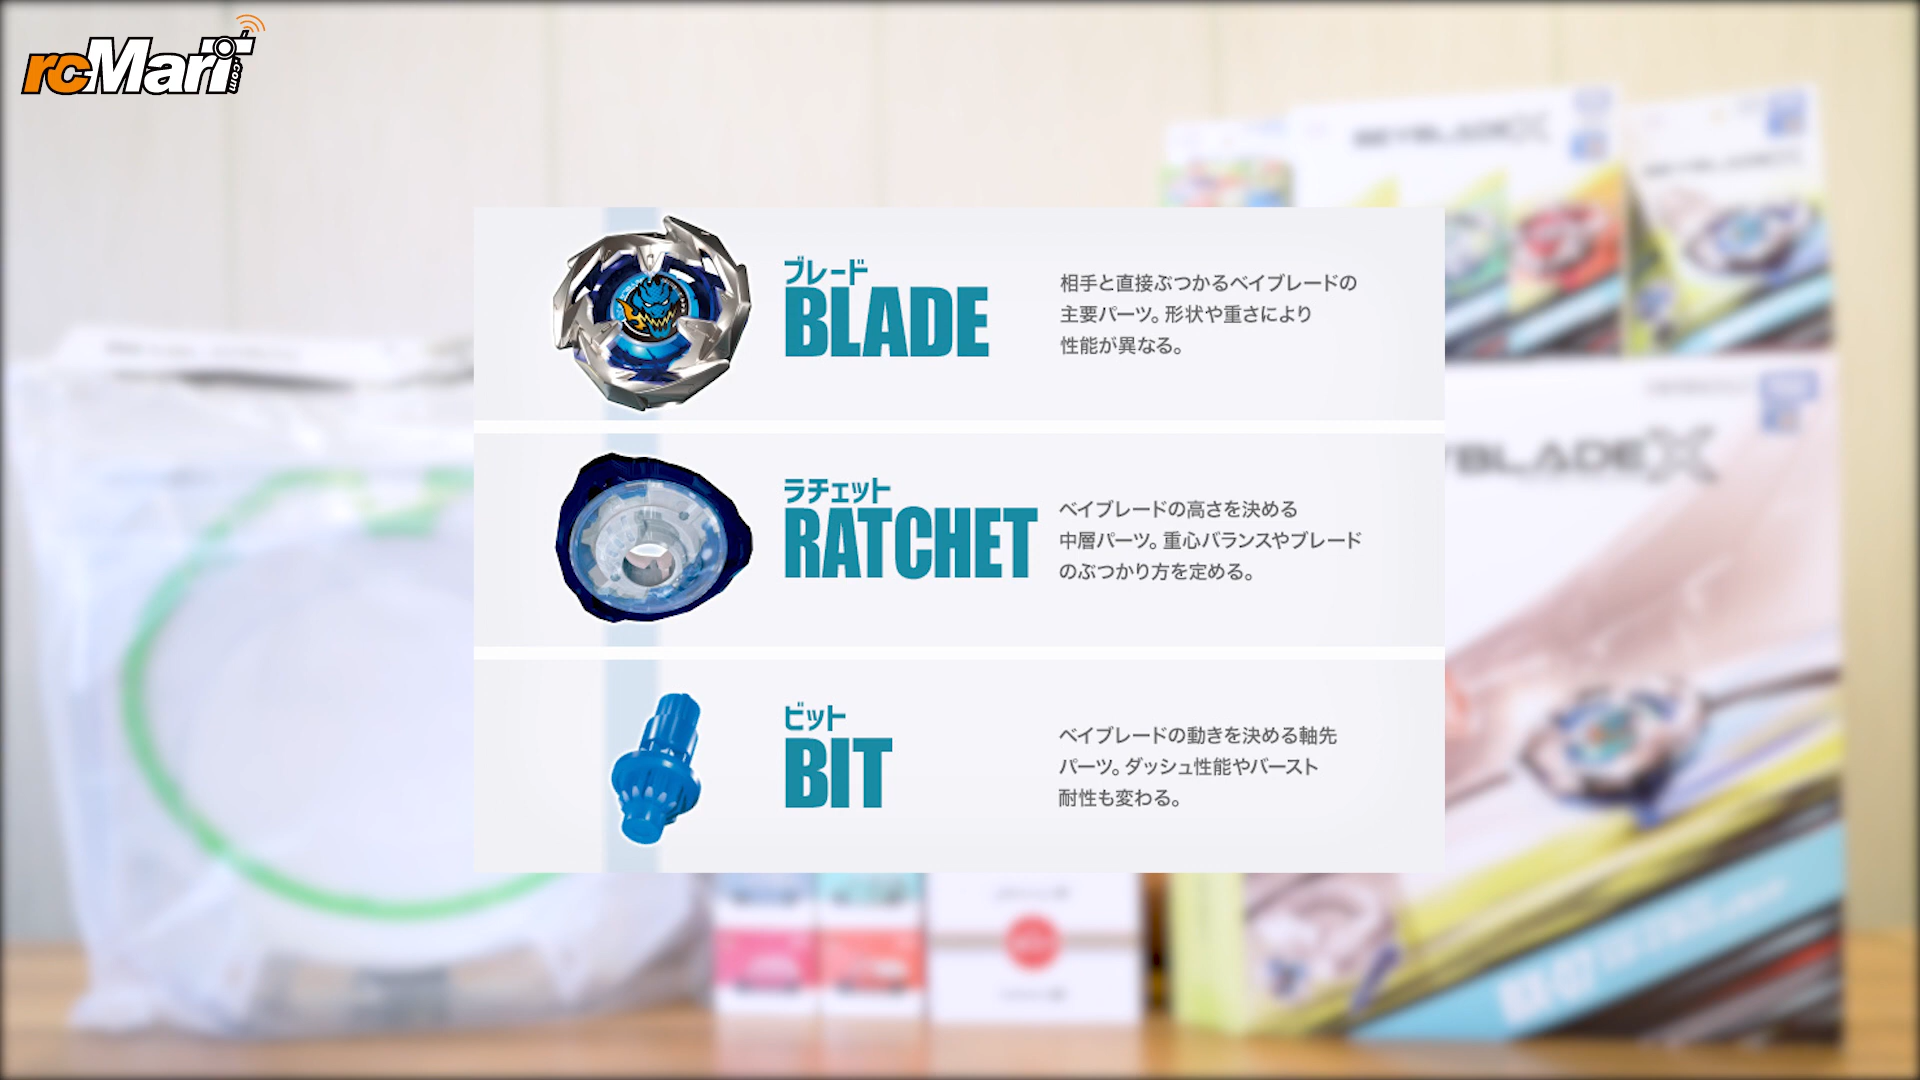 rcMart.com
ブレード
BLADE
相手と直接ぶつかるベイブレードの
主要パーツ。形状や重さにより
性能が異なる。
ラチェット
RATCHET
ベイブレードの高さを決める
中層パーツ。重心バランスやブレード
のぶつかり方を定める。
ビット
BIT
ベイブレードの動きを決める軸先
パーツ。ダッシュ性能やバースト
耐性も変わる。
BEYBLADE X
BEYBLADE X
YBLADE X
BX-07